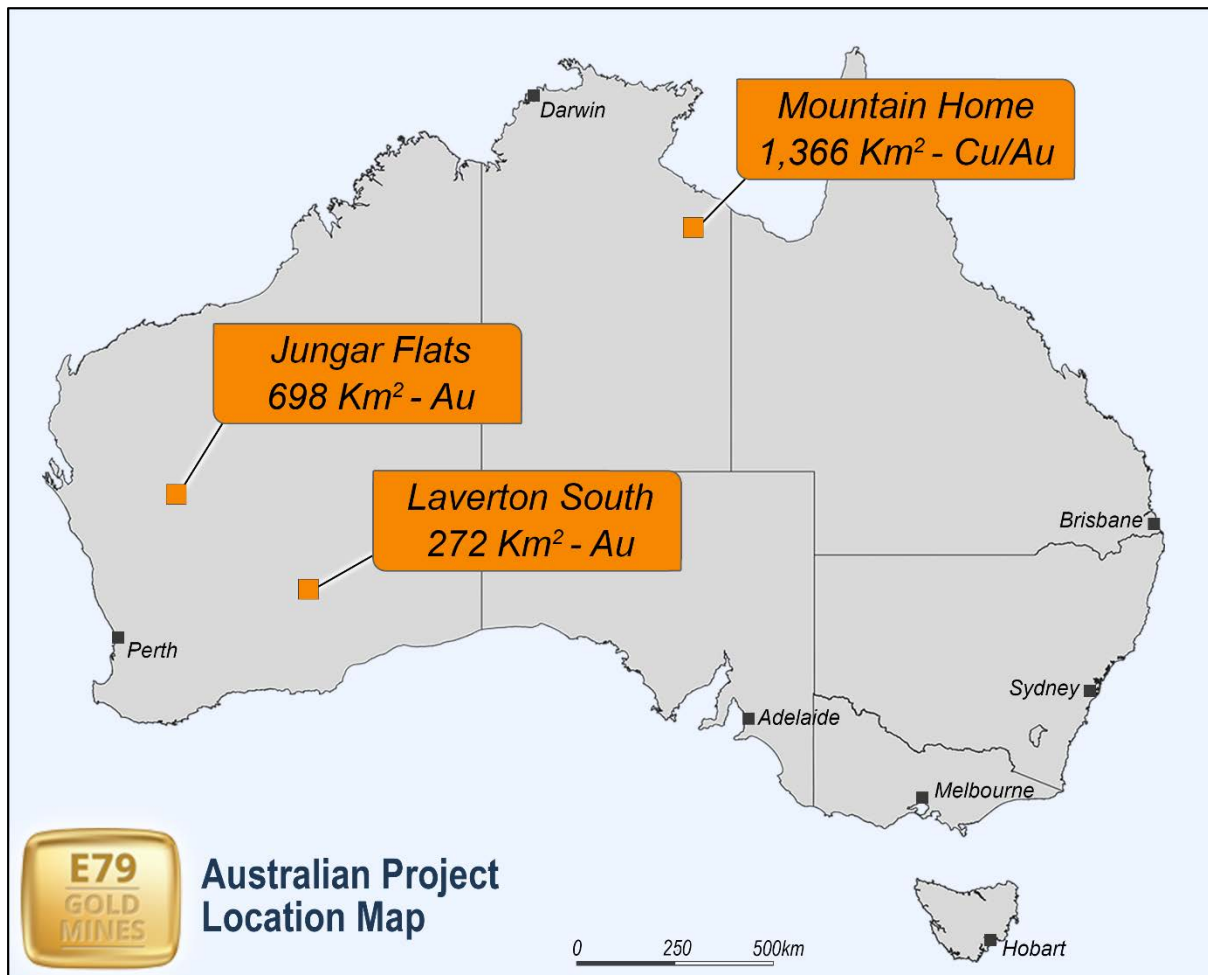 Darwin
Mountain Home
1,366 Km² - Cu/Au
Jungar Flats
698 Km² - Au
Laverton South
272 Km² - Au
Brisbane
Perth
Sydney
Adelaide
Melbourne
E79
GOLD
MINES
Australian Project
Location Map
0 250 500km
Hobart